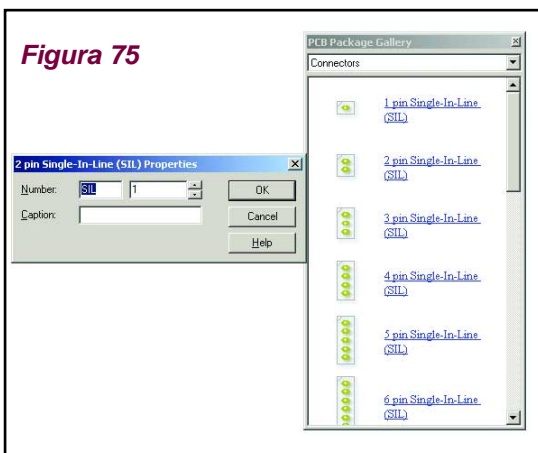 Figura 75
PCB Package Gallery
Connectors
1 pin Single-In-Line
(SIL)
2 pin Single-In-Line
(SIL)
3 pin Single-In-Line
(SIL)
4 pin Single-In-Line
(SIL)
5 pin Single-In-Line
(SIL)
6 pin Single-In-Line
(SIL)
2 pin Single-In-Line (SIL) Properties
Number: SIL 1 OK
Caption: Cancel
Help